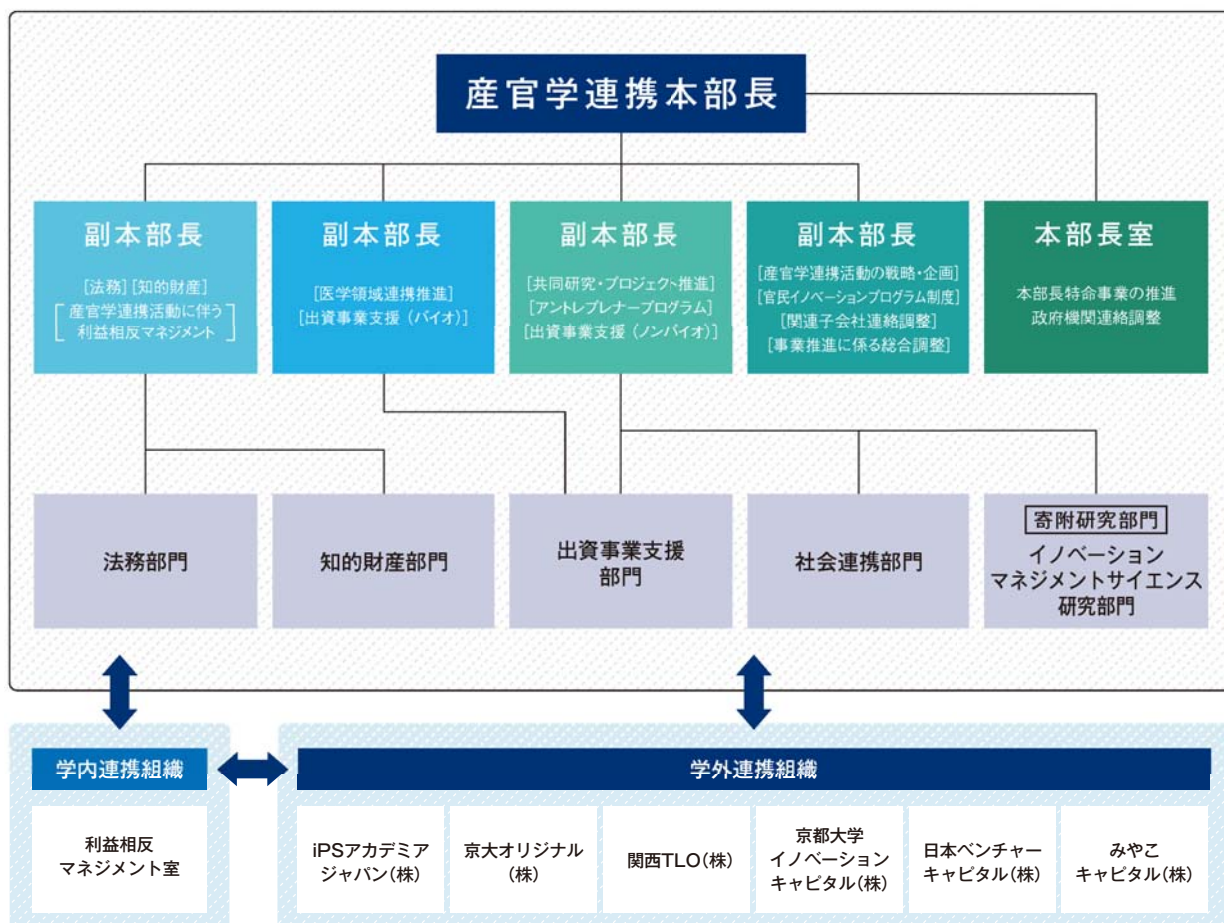 産官学連携本部長
副本部長
[法務][知的財産]
産官学連携活動に伴う
利益相反マネジメント
副本部長
[医学領域連携推進]
[出資事業支援（バイオ）]
副本部長
[共同研究・プロジェクト推進]
[アントレプレナープログラム]
[出資事業支援（ノンバイオ）]
副本部長
[産官学連携活動の戦略・企画]
[官民イノベーションプログラム制度]
[関連子会社連絡調整]
[事業推進に係る総合調整]
本部長室
本部長特命事業の推進
政府機関連絡調整
法務部門
知的財産部門
出資事業支援
部門
社会連携部門
寄附研究部門
イノベーション
マネジメントサイエンス
研究部門
学内連携組織
利益相反
マネジメント室
学外連携組織
iPSアカデミア
ジャパン(株)
京大オリジナル
(株)
関西TLO(株)
京都大学
イノベーション
キャピタル(株)
日本ベンチャー
キャピタル(株)
みやこ
キャピタル(株)